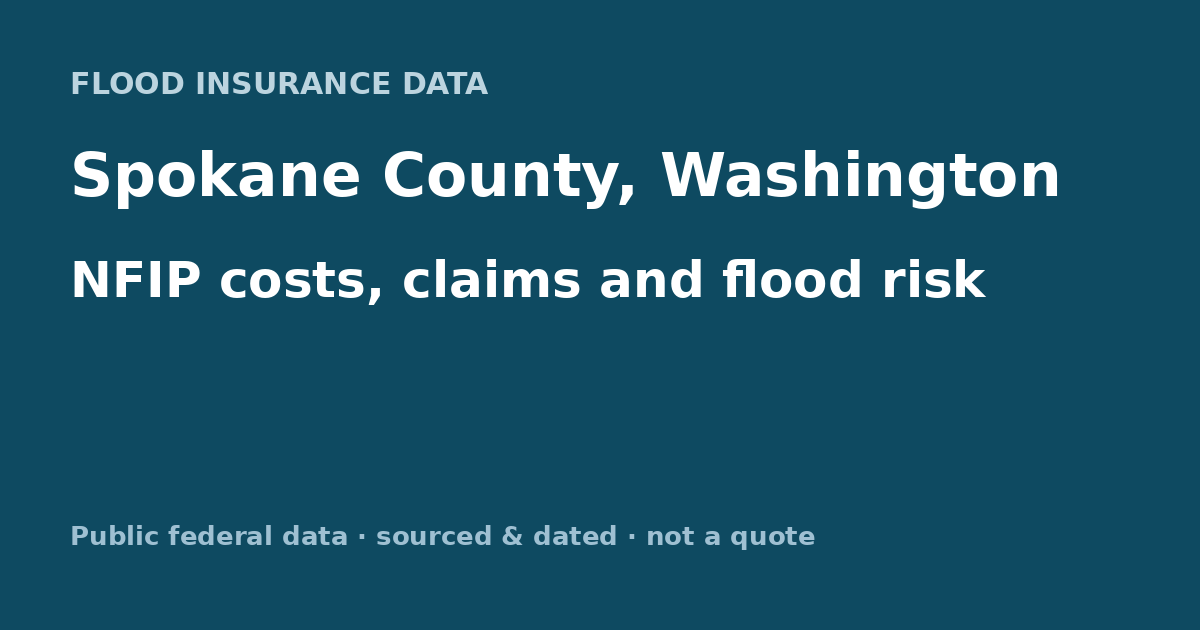 FLOOD INSURANCE DATA
Spokane County, Washington
NFIP costs, claims and flood risk
Public federal data · sourced & dated · not a quote